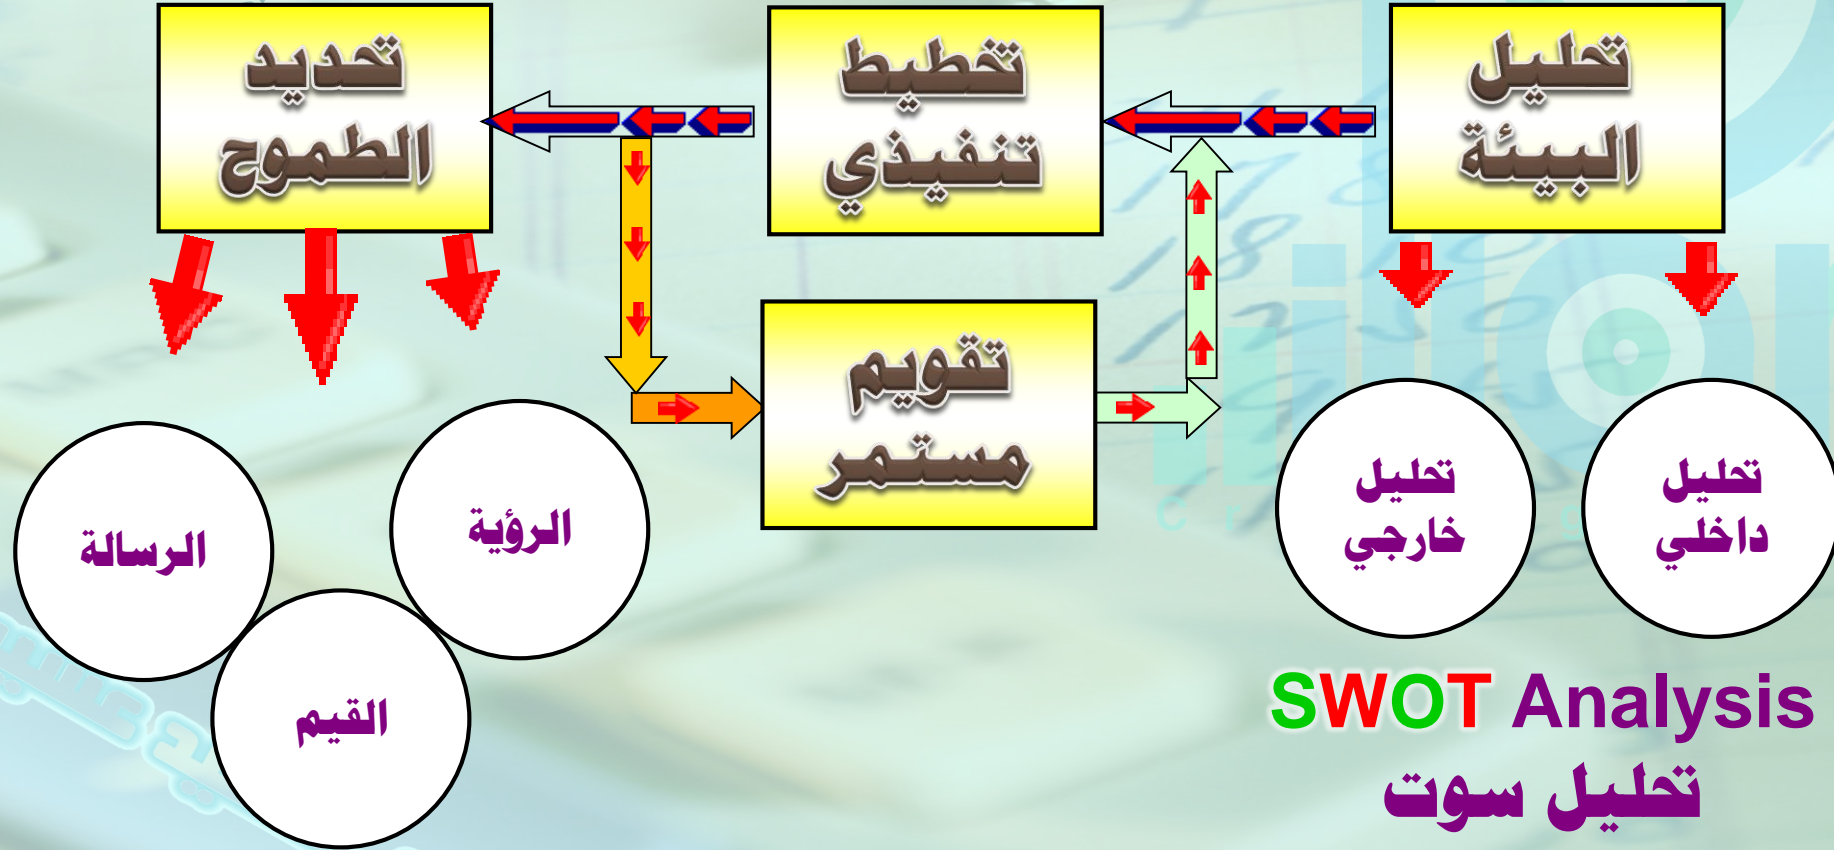 تحليل
البيئة
تخطيط
تنفيذي
تحديد
الطموح
تقويم
مستمر
تحليل
داخلي
تحليل
خارجي
الرؤية
الرسالة
القيم
SWOT Analysis
تحليل سوت